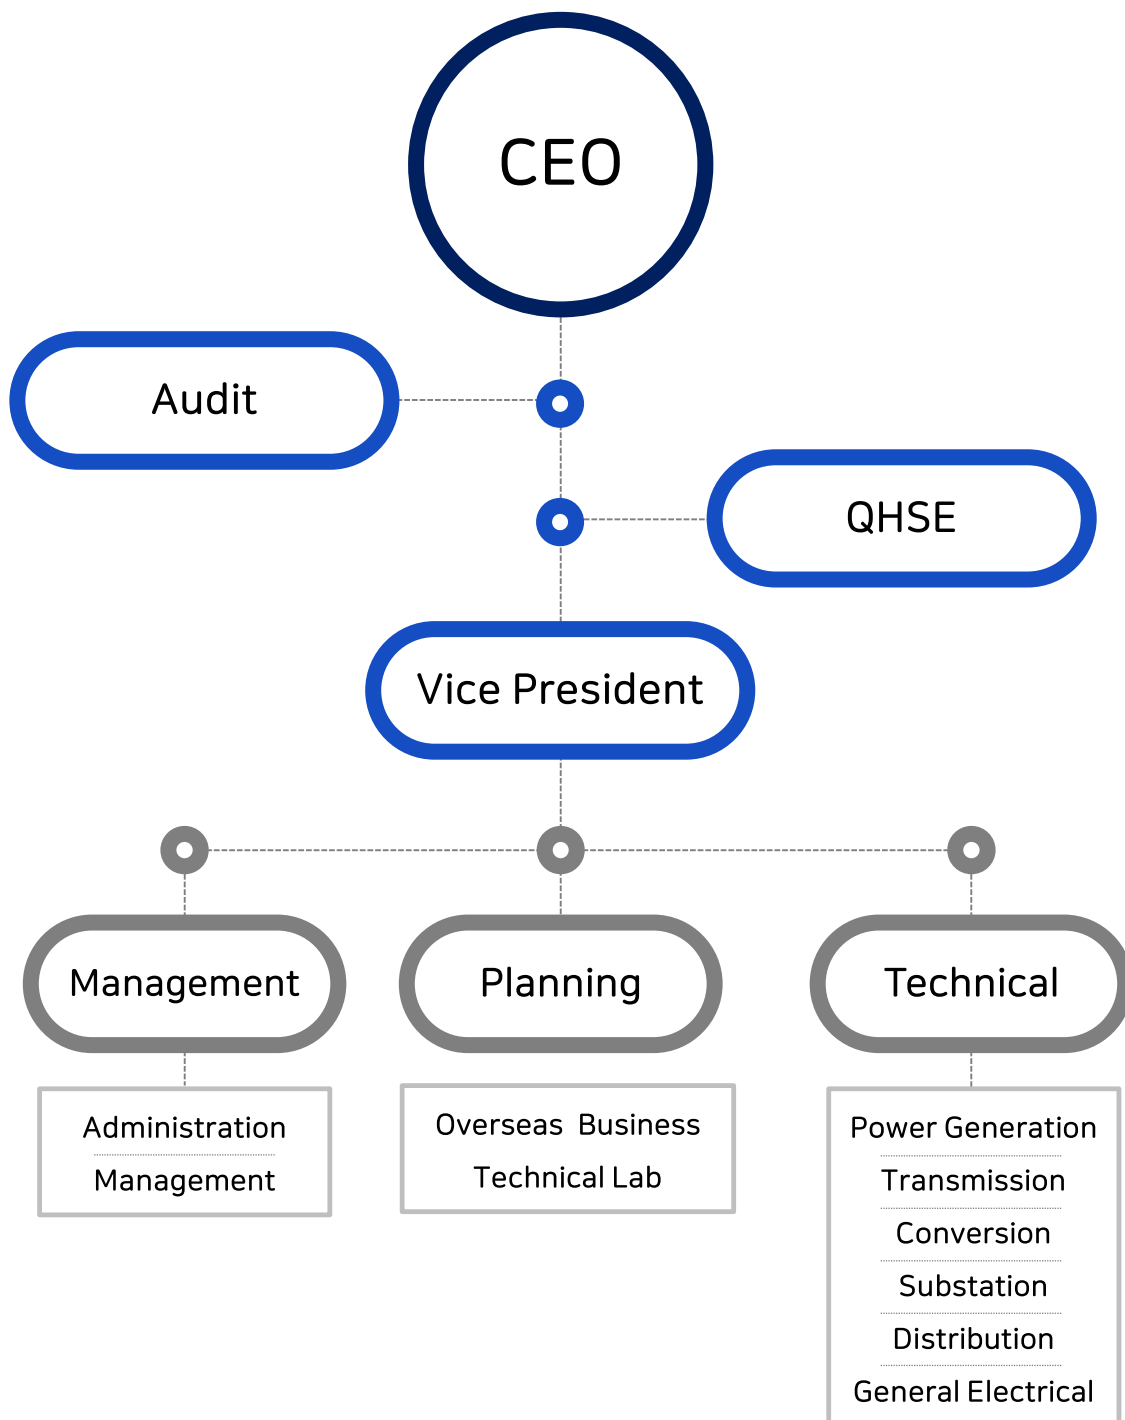 CEO
Audit
QHSE
Vice President
Management
Planning
Technical
Administration
Management
Overseas Business
Technical Lab
Power Generation
Transmission
Conversion
Substation
Distribution
General Electrical